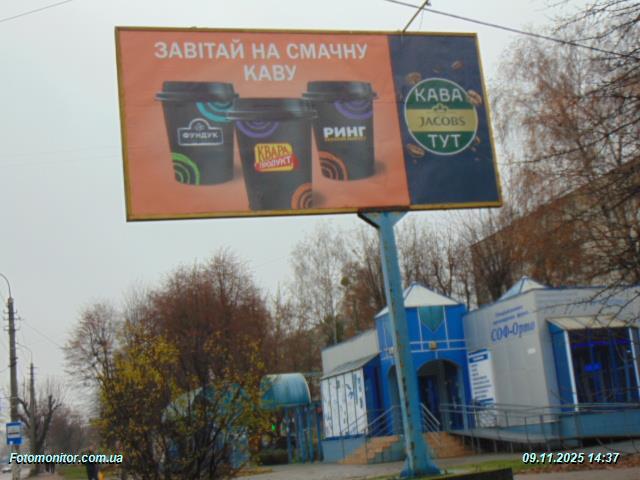 ЗАВІТАЙ НА СМАЧНУ
КАВУ
ФУНДУК
КВАРА
ПРОДУКТ
РИНГ
КАВА
JACOBS
ТУТ
СОФ-Орто
Fotomonitor.com.ua
09.11.2025 14:37